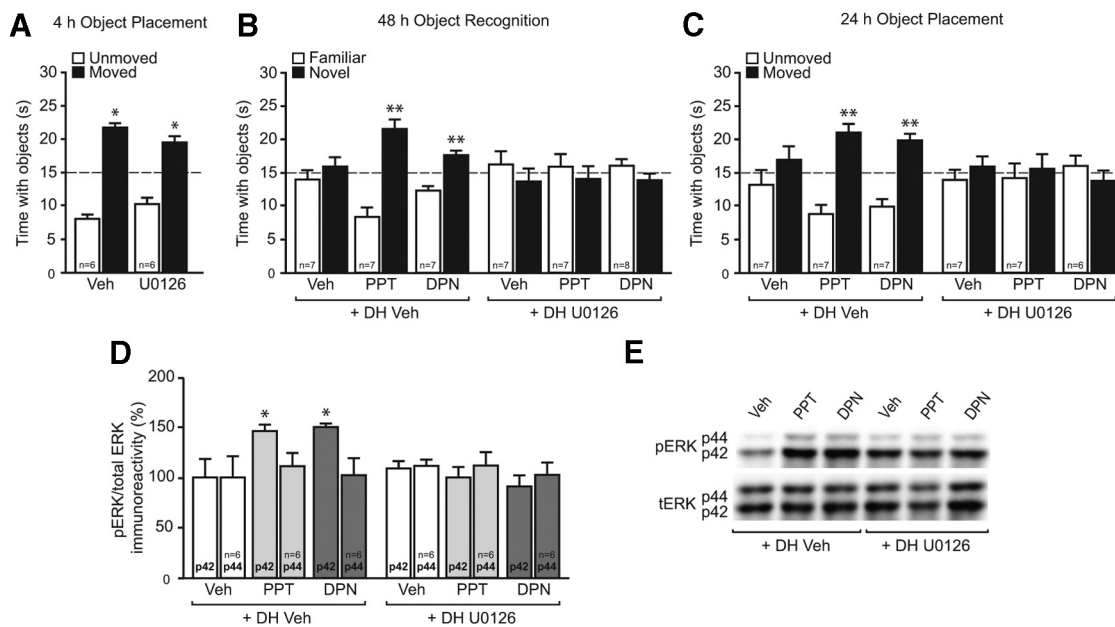 A
4 h Object Placement
Unmoved
Moved
Time with objects (s)
30
25
20
15
10
5
0
*
*
n=6
n=6
Veh
U0126
B
48 h Object Recognition
Familiar
Novel
Time with objects (s)
30
25
20
15
10
5
0
**
**
n=7
n=7
n=7
n=7
n=7
n=8
Veh
PPT
DPN
Veh
PPT
DPN
+ DH Veh
+ DH U0126
C
24 h Object Placement
Unmoved
Moved
Time with objects (s)
30
25
20
15
10
5
0
**
**
n=7
n=7
n=7
n=7
n=7
n=6
Veh
PPT
DPN
Veh
PPT
DPN
+ DH Veh
+ DH U0126
D
pERK/total ERK
immunoreactivity (%)
200
150
100
50
0
*
*
n=6
n=6
n=6
n=6
n=6
n=6
p42
p44
p42
p44
p42
p44
p42
p44
p42
p44
p42
p44
Veh
PPT
DPN
Veh
PPT
DPN
+ DH Veh
+ DH U0126
E
Veh
PPT
DPN
Veh
PPT
DPN
pERK
p44
p42
tERK
p44
p42
+ DH Veh
+ DH U0126